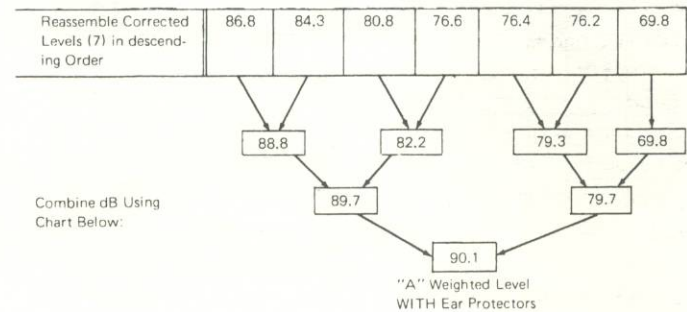 Reassemble Corrected
Levels (7) in descend-
ing Order
86.8 84.3 80.8 76.6 76.4 76.2 69.8
88.8 82.2 79.3 69.8
Combine dB Using
Chart Below:
89.7 79.7
90.1
"A" Weighted Level
WITH Ear Protectors